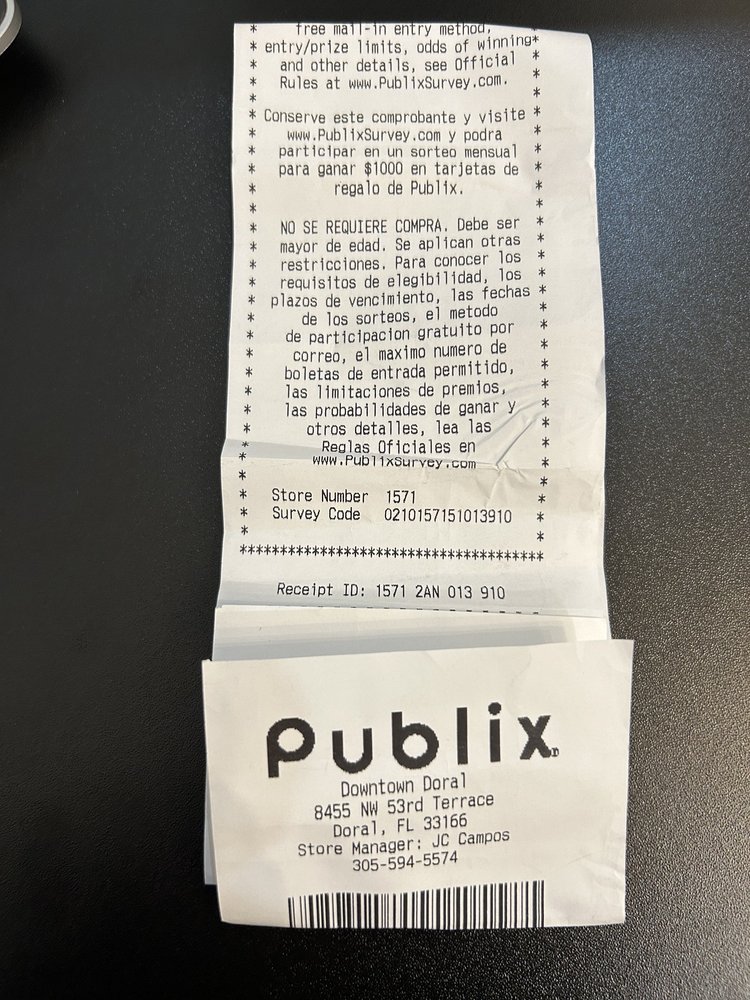 * free mail-in entry method,
* entry/prize limits, odds of winning*
* and other details, see Official *
* Rules at www.PublixSurvey.com. *
* *
* Conserve este comprobante y visite *
* www.PublixSurvey.com y podra *
* participar en un sorteo mensual *
* para ganar $1000 en tarjetas de *
* regalo de Publix. *
* *
* NO SE REQUIERE COMPRA. Debe ser *
* mayor de edad. Se aplican otras *
* restricciones. Para conocer los *
* requisitos de elegibilidad, los *
* plazos de vencimiento, las fechas *
* de los sorteos, el metodo *
* de participacion gratuito por *
* correo, el maximo numero de *
* boletas de entrada permitido, *
* las limitaciones de premios, *
* las probabilidades de ganar y *
* otros detalles, lea las *
* Reglas Oficiales en *
* www.PublixSurvey.com *
* *
* Store Number 1571 *
* Survey Code 0210157151013910 *
* *
****************************************
Receipt ID: 1571 2AN 013 910
Publix
Downtown Doral
8455 NW 53rd Terrace
Doral, FL 33166
Store Manager: JC Campos
305-594-5574